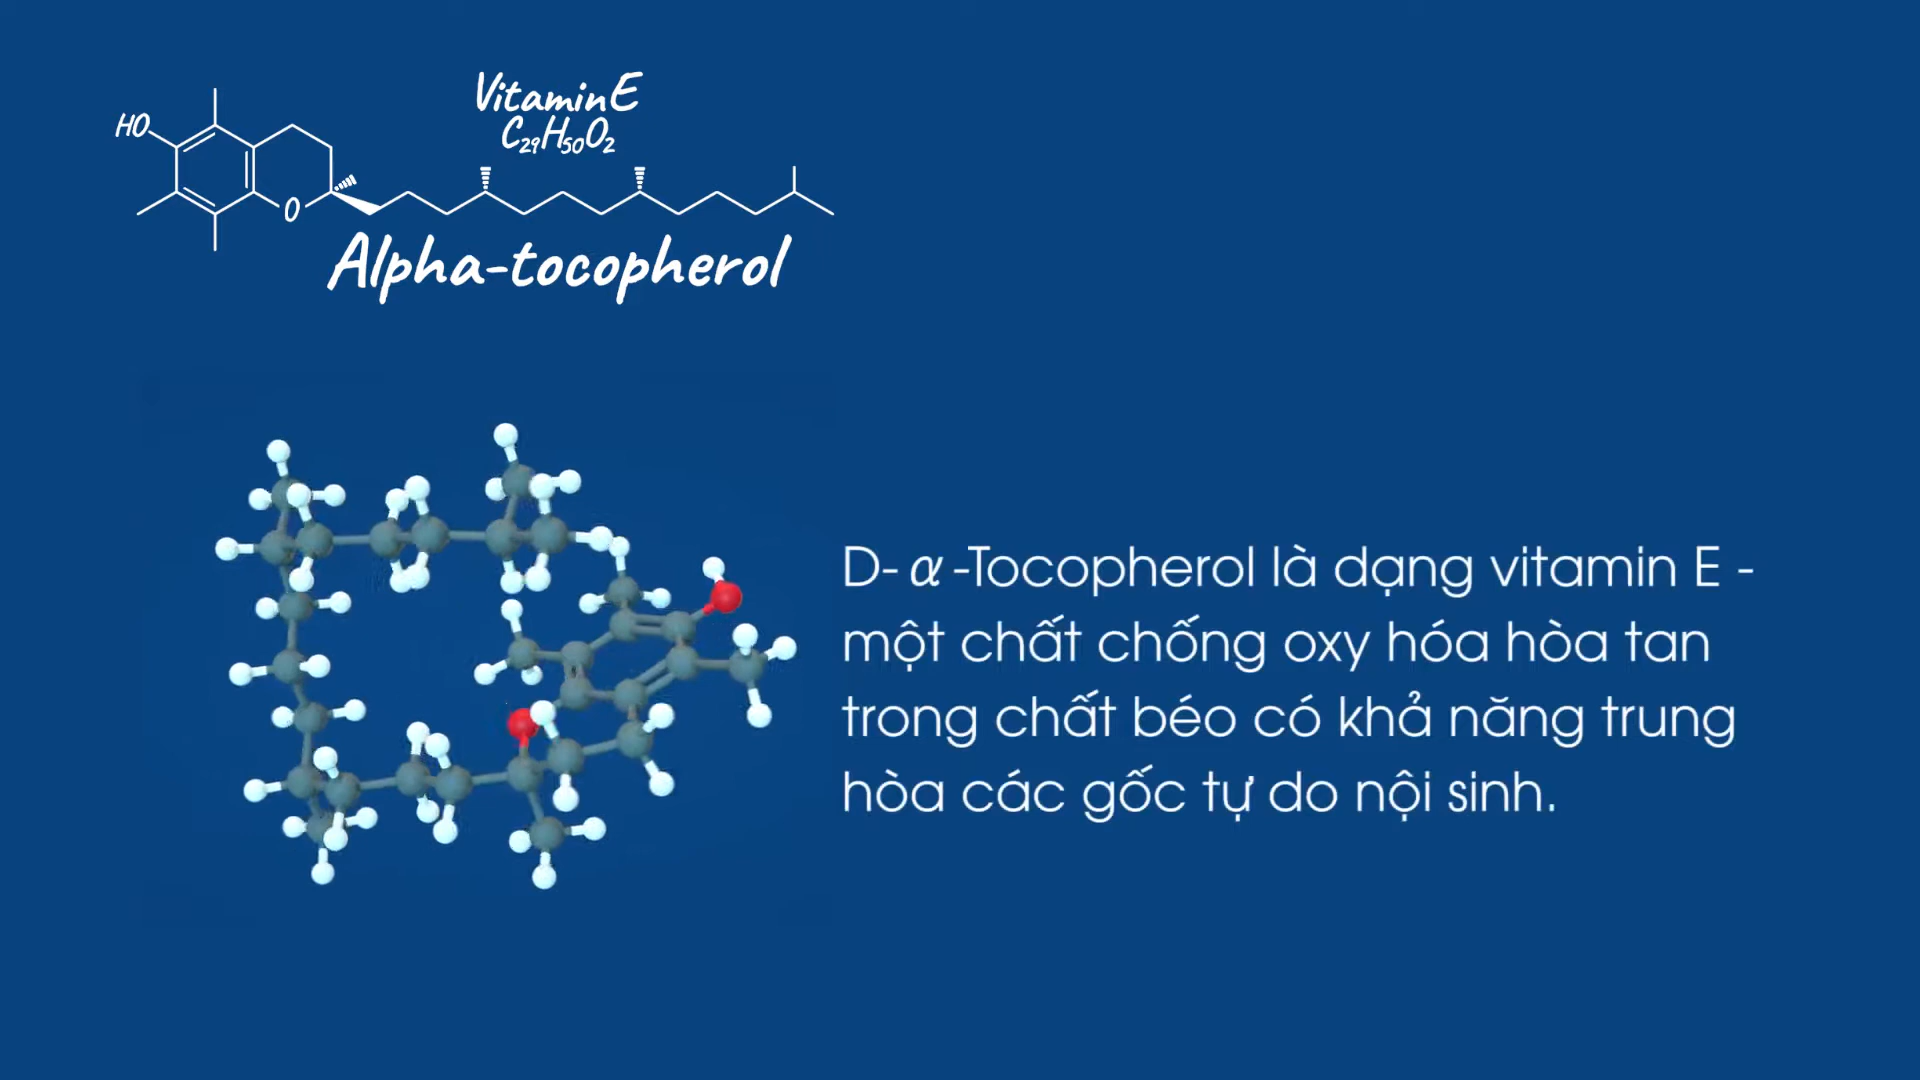 Vitamin E
C₂₉H₅₀O₂
HO
O
Alpha-tocopherol
D-α-Tocopherol là dạng vitamin E -
một chất chống oxy hóa hòa tan
trong chất béo có khả năng trung
hòa các gốc tự do nội sinh.